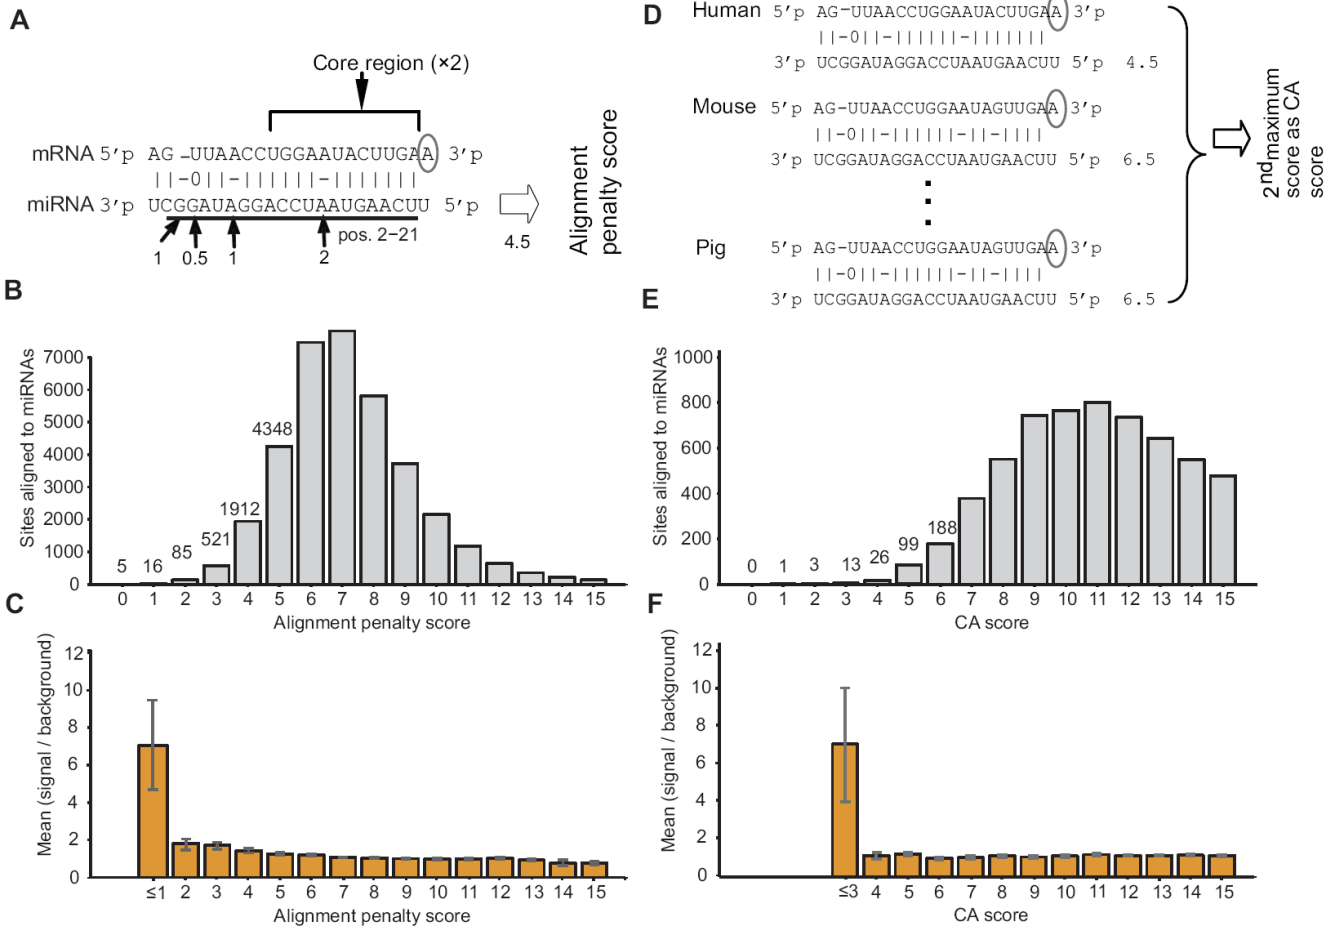 A
Core region (×2)
mRNA 5′p AG –UUAACCUGGAAUACUUGAA 3′p
||–0||–||||||–|||||||
miRNA 3′p UCGGAUAGGACCUAAUGAACUU 5′p
pos. 2–21
1 0.5 1 2
4.5
Alignment
penalty score
B
Sites aligned to miRNAs
7000
6000
5000
4000
3000
2000
1000
0
5 16 85 521 1912 4348
0 1 2 3 4 5 6 7 8 9 10 11 12 13 14 15
Alignment penalty score
C
Mean (signal / background)
12
10
8
6
4
2
0
≤1 2 3 4 5 6 7 8 9 10 11 12 13 14 15
Alignment penalty score
D
Human 5′p AG–UUAACCUGGAAUACUUGAA 3′p
||–0||–||||||–|||||||
3′p UCGGAUAGGACCUAAUGAACUU 5′p 4.5
Mouse 5′p AG–UUAACCUGGAAUAGUUGAA 3′p
||–0||–||||||–||–||||
3′p UCGGAUAGGACCUAAUGAACUU 5′p 6.5
Pig 5′p AG–UUAACCUGGAAUAGUUGAA 3′p
||–0||–||||||–||–||||
3′p UCGGAUAGGACCUAAUGAACUU 5′p 6.5
2nd maximum
score as CA
score
E
Sites aligned to miRNAs
1000
800
600
400
200
0
0 1 3 13 26 99 188
0 1 2 3 4 5 6 7 8 9 10 11 12 13 14 15
CA score
F
Mean (signal / background)
12
10
8
6
4
2
0
≤3 4 5 6 7 8 9 10 11 12 13 14 15
CA score